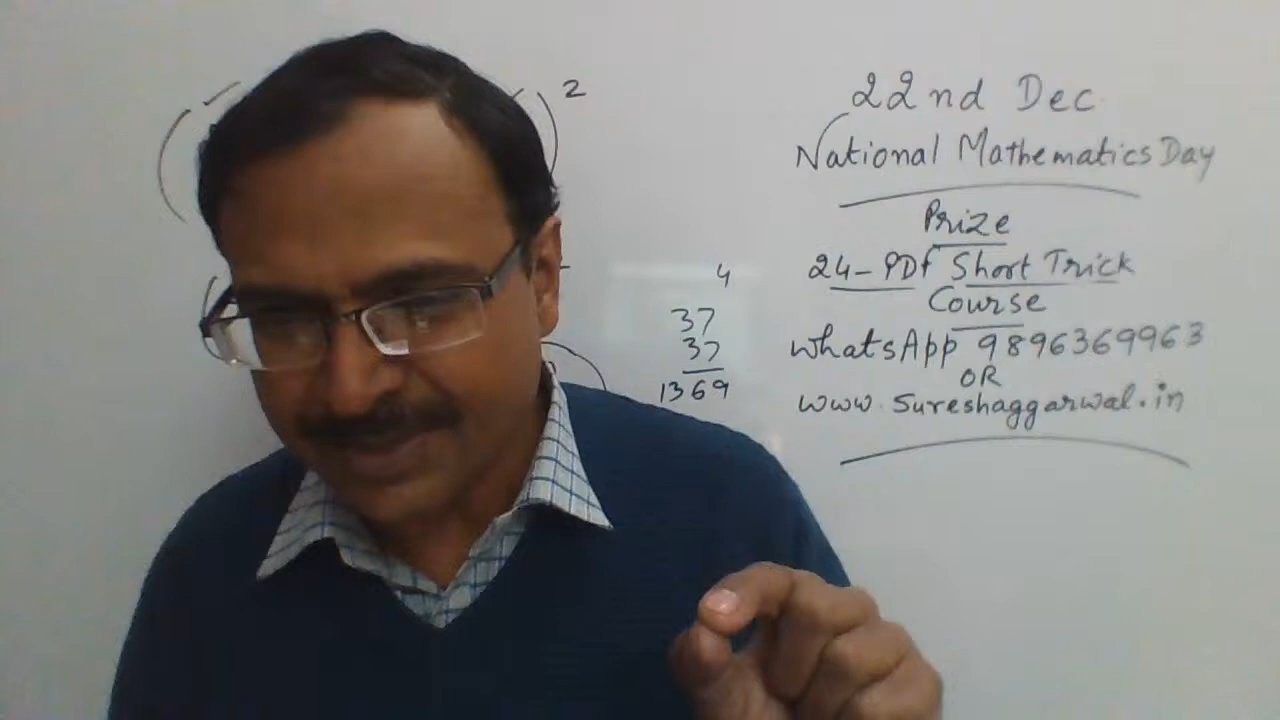 2
22nd Dec
National Mathematics Day
Prize
24-PDF Short Trick
Course
WhatsApp 9896369963
OR
www.sureshaggarwal.in
4
37
37
1369